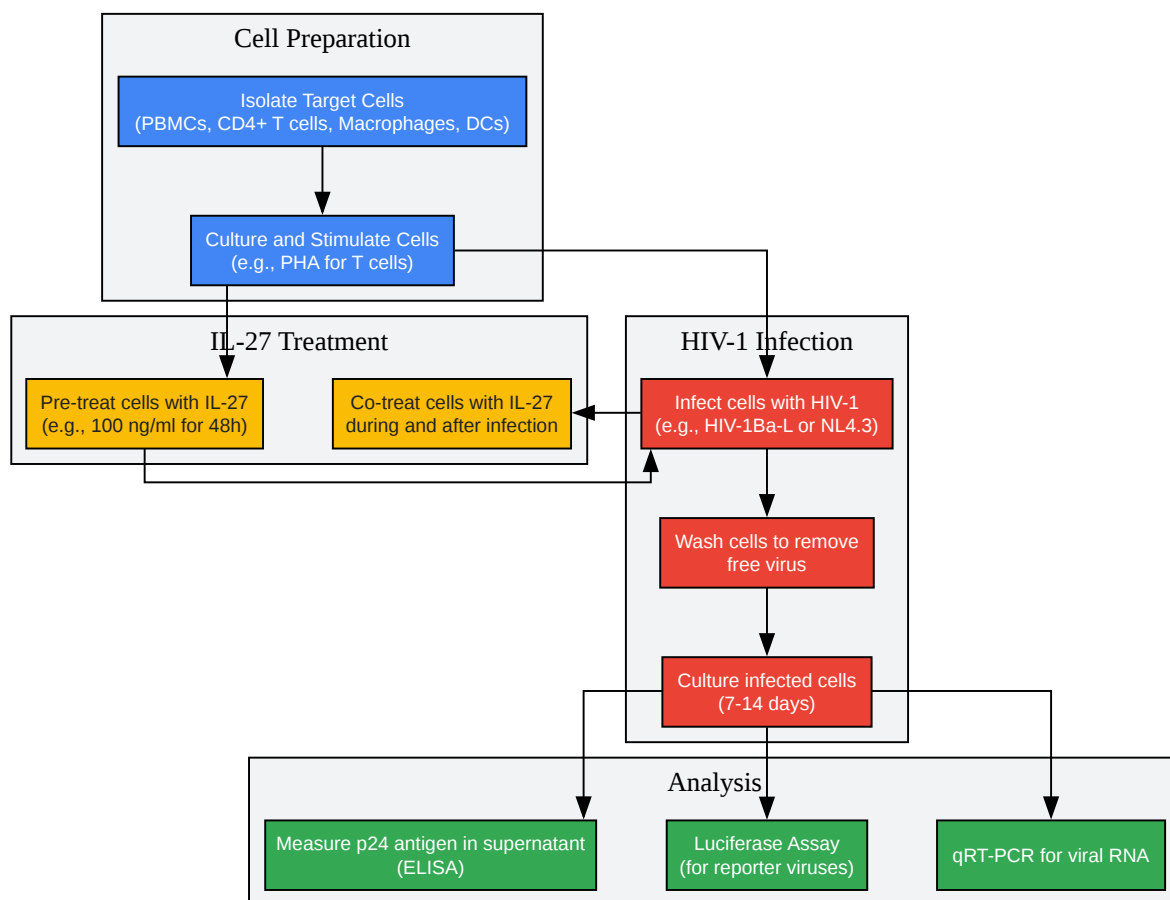 Cell Preparation
Isolate Target Cells
(PBMCs, CD4+ T cells, Macrophages, DCs)
Culture and Stimulate Cells
(e.g., PHA for T cells)
IL-27 Treatment
Pre-treat cells with IL-27
(e.g., 100 ng/ml for 48h)
Co-treat cells with IL-27
during and after infection
HIV-1 Infection
Infect cells with HIV-1
(e.g., HIV-1Ba-L or NL4.3)
Wash cells to remove
free virus
Culture infected cells
(7-14 days)
Analysis
Measure p24 antigen in supernatant
(ELISA)
Luciferase Assay
(for reporter viruses)
qRT-PCR for viral RNA